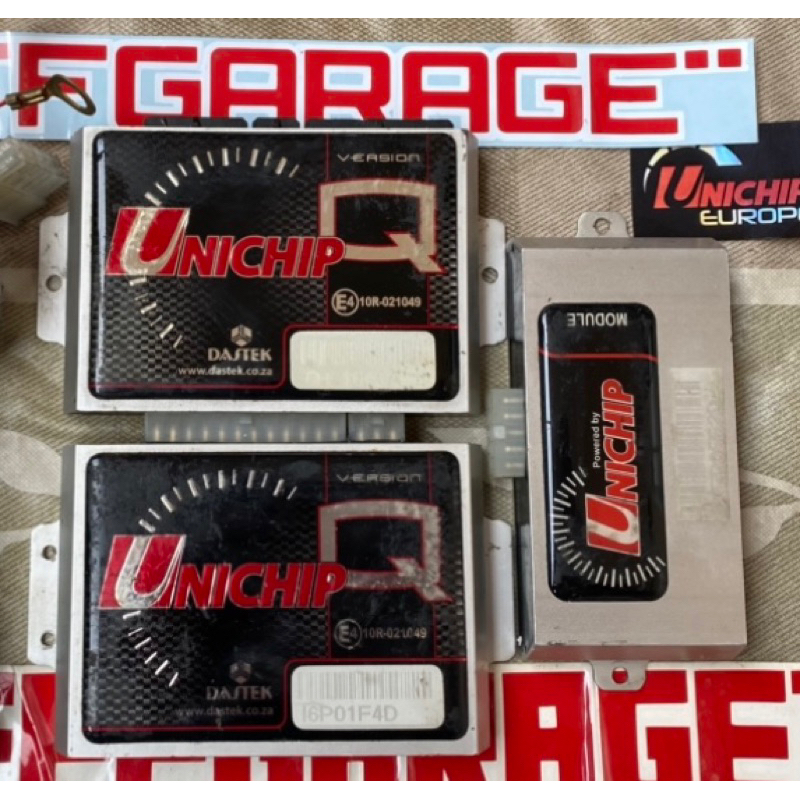 FGARAGE"
VERSION
Q
UNICHIP
E4 10R-021049
DASTEK
www.dastek.co.za
UNICHIP
EUROPE
MODULE
Powered by
UNICHIP
VERSION
Q
UNICHIP
E4 10R-021049
DASTEK
www.dastek.co.za
I6P01F4D
GARAGE"